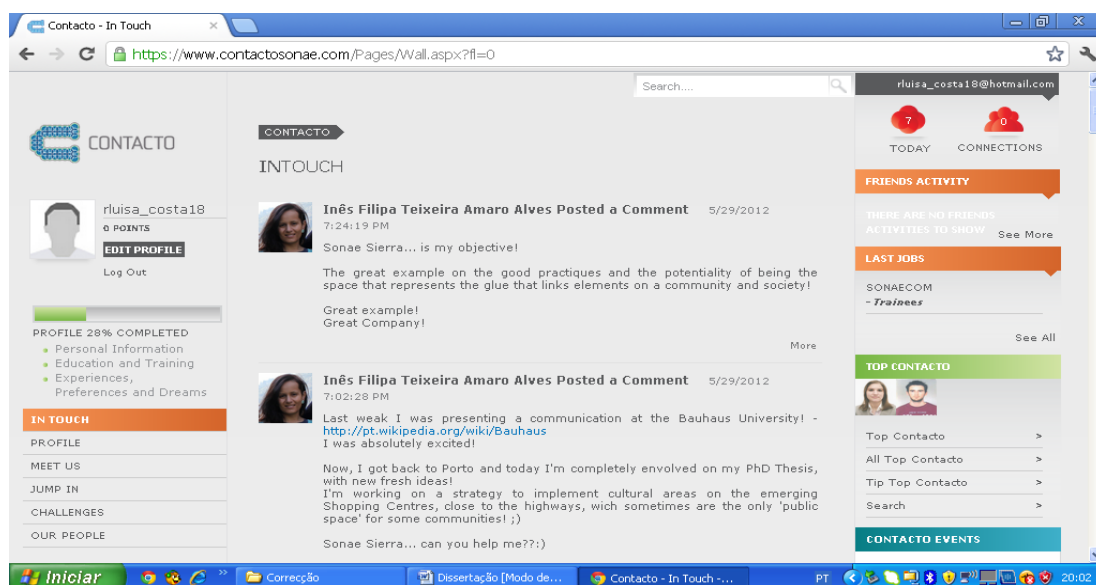 Contacto - In Touch
https://www.contactosonae.com/Pages/Wall.aspx?fl=0
Search....
rluisa_costa18@hotmail.com
CONTACTO
7
TODAY
0
CONNECTIONS
rluisa_costa18
0 POINTS
EDIT PROFILE
Log Out
PROFILE 28% COMPLETED
Personal Information
Education and Training
Experiences,
Preferences and Dreams
IN TOUCH
PROFILE
MEET US
JUMP IN
CHALLENGES
OUR PEOPLE
CONTACTO
INTOUCH
Inês Filipa Teixeira Amaro Alves Posted a Comment 5/29/2012
7:24:19 PM
Sonae Sierra... is my objective!
The great example on the good practiques and the potentiality of being the
space that represents the glue that links elements on a community and society!
Great example!
Great Company!
More
Inês Filipa Teixeira Amaro Alves Posted a Comment 5/29/2012
7:02:28 PM
Last weak I was presenting a communication at the Bauhaus University! -
http://pt.wikipedia.org/wiki/Bauhaus
I was absolutely excited!
Now, I got back to Porto and today I'm completely envolved on my PhD Thesis,
with new fresh ideas!
I'm working on a strategy to implement cultural areas on the emerging
Shopping Centres, close to the highways, wich sometimes are the only 'public
space' for some communities! ;)
Sonae Sierra... can you help me??:)
FRIENDS ACTIVITY
THERE ARE NO FRIENDS
ACTIVITIES TO SHOW
See More
LAST JOBS
SONAECOM
- Trainees
See All
TOP CONTACTO
Top Contacto >
All Top Contacto >
Tip Top Contacto >
Search >
CONTACTO EVENTS
Iniciar
Correcção
Dissertação [Modo de...
Contacto - In Touch -...
PT
20:02